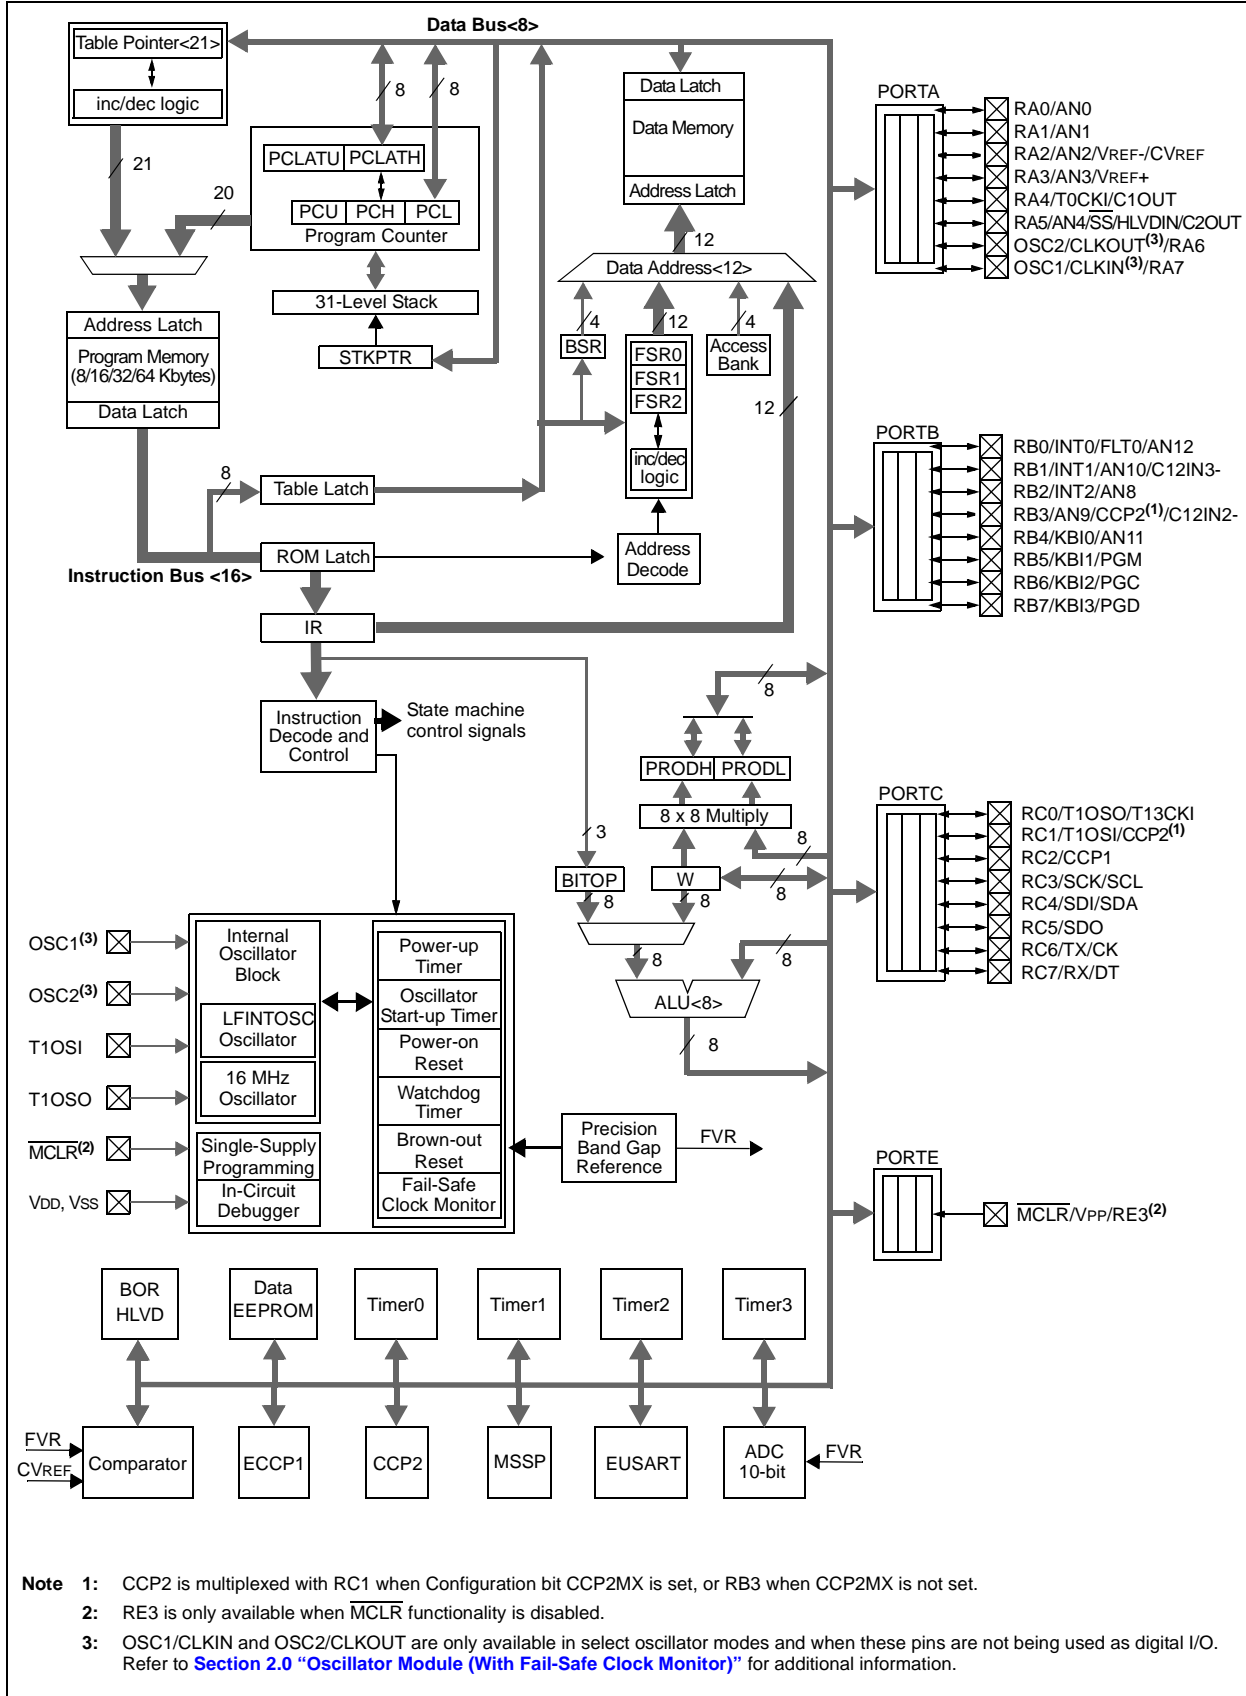 Data Bus<8>
Table Pointer<21>
inc/dec logic
21
20
8
8
PCLATU PCLATH
PCU PCH PCL
Program Counter
31-Level Stack
STKPTR
Address Latch
Program Memory
(8/16/32/64 Kbytes)
Data Latch
8
Table Latch
ROM Latch
Instruction Bus <16>
IR
Data Latch
Data Memory
Address Latch
12
Data Address<12>
4
12
4
BSR
FSR0
FSR1
FSR2
inc/dec
logic
Access
Bank
12
Address
Decode
Instruction
Decode and
Control
State machine
control signals
8
PRODH PRODL
8 x 8 Multiply
3
8
BITOP
W
8
8
8
8
8
ALU<8>
8
OSC1(3)
OSC2(3)
T1OSI
T1OSO
MCLR(2)
VDD, VSS
Internal
Oscillator
Block
LFINTOSC
Oscillator
16 MHz
Oscillator
Single-Supply
Programming
In-Circuit
Debugger
Power-up
Timer
Oscillator
Start-up Timer
Power-on
Reset
Watchdog
Timer
Brown-out
Reset
Fail-Safe
Clock Monitor
Precision
Band Gap
Reference
FVR
PORTA
RA0/AN0
RA1/AN1
RA2/AN2/VREF-/CVREF
RA3/AN3/VREF+
RA4/T0CKI/C1OUT
RA5/AN4/SS/HLVDIN/C2OUT
OSC2/CLKOUT(3)/RA6
OSC1/CLKIN(3)/RA7
PORTB
RB0/INT0/FLT0/AN12
RB1/INT1/AN10/C12IN3-
RB2/INT2/AN8
RB3/AN9/CCP2(1)/C12IN2-
RB4/KBI0/AN11
RB5/KBI1/PGM
RB6/KBI2/PGC
RB7/KBI3/PGD
PORTC
RC0/T1OSO/T13CKI
RC1/T1OSI/CCP2(1)
RC2/CCP1
RC3/SCK/SCL
RC4/SDI/SDA
RC5/SDO
RC6/TX/CK
RC7/RX/DT
PORTE
MCLR/VPP/RE3(2)
BOR
HLVD
Data
EEPROM
Timer0
Timer1
Timer2
Timer3
FVR
CVREF
Comparator
ECCP1
CCP2
MSSP
EUSART
ADC
10-bit
FVR
Note 1: CCP2 is multiplexed with RC1 when Configuration bit CCP2MX is set, or RB3 when CCP2MX is not set.
2: RE3 is only available when MCLR functionality is disabled.
3: OSC1/CLKIN and OSC2/CLKOUT are only available in select oscillator modes and when these pins are not being used as digital I/O.
Refer to Section 2.0 “Oscillator Module (With Fail-Safe Clock Monitor)” for additional information.